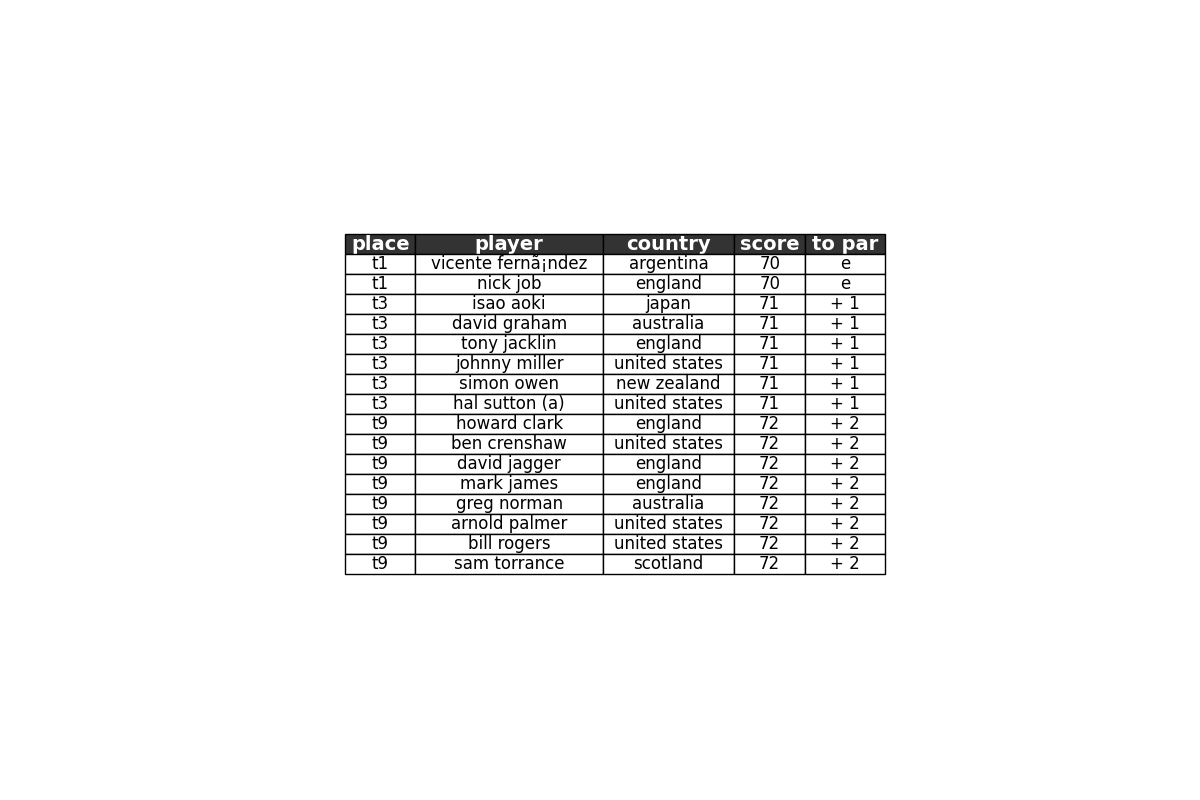 place player country score to par
t1 vicente fernã¡ndez argentina 70 e
t1 nick job england 70 e
t3 isao aoki japan 71 + 1
t3 david graham australia 71 + 1
t3 tony jacklin england 71 + 1
t3 johnny miller united states 71 + 1
t3 simon owen new zealand 71 + 1
t3 hal sutton (a) united states 71 + 1
t9 howard clark england 72 + 2
t9 ben crenshaw united states 72 + 2
t9 david jagger england 72 + 2
t9 mark james england 72 + 2
t9 greg norman australia 72 + 2
t9 arnold palmer united states 72 + 2
t9 bill rogers united states 72 + 2
t9 sam torrance scotland 72 + 2